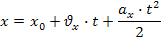 x = x₀ + ϑₓ · t + aₓ · t² / 2